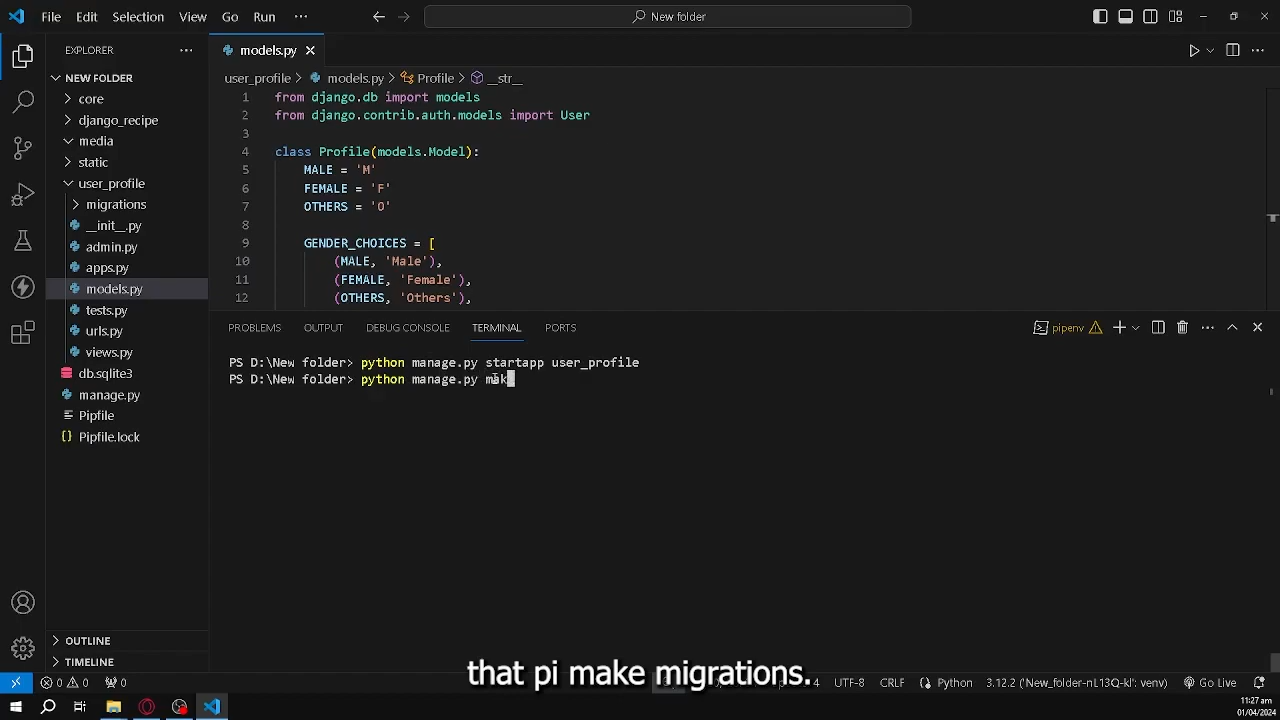 File Edit Selection View Go Run ··· New folder
EXPLORER ···
NEW FOLDER
core
django_recipe
media
static
user_profile
migrations
__init__.py
admin.py
apps.py
models.py
tests.py
urls.py
views.py
db.sqlite3
manage.py
Pipfile
Pipfile.lock
OUTLINE
TIMELINE
models.py
user_profile > models.py > Profile > __str__
1 from django.db import models
2 from django.contrib.auth.models import User
3
4 class Profile(models.Model):
5 MALE = 'M'
6 FEMALE = 'F'
7 OTHERS = 'O'
8
9 GENDER_CHOICES = [
10 (MALE, 'Male'),
11 (FEMALE, 'Female'),
12 (OTHERS, 'Others'),
PROBLEMS OUTPUT DEBUG CONSOLE TERMINAL PORTS pipenv
PS D:\New folder> python manage.py startapp user_profile
PS D:\New folder> python manage.py mak
that pi make migrations.
0 0 0 UTF-8 CRLF Python 3.12.2 ('New_folder-nL13Q-kl': venv) Go Live
11:27 am
01/04/2024